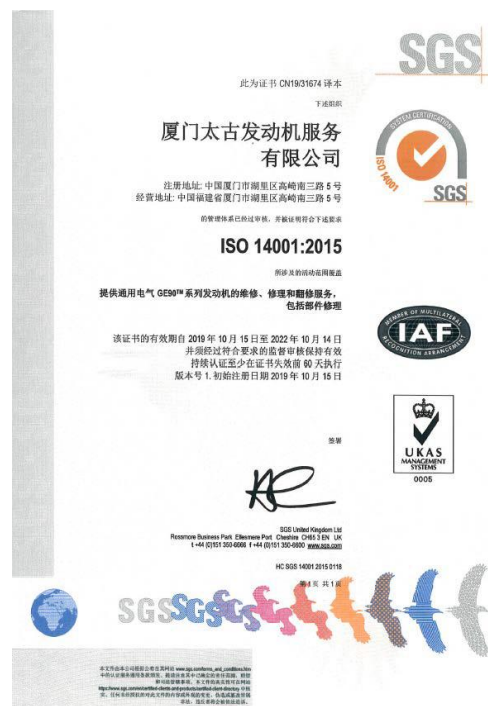 SGS
此为证书 CN19/31674 译本
下述组织
厦门太古发动机服务
有限公司
注册地址: 中国厦门市湖里区高崎南三路 5 号
经营地址: 中国福建省厦门市湖里区高崎南三路 5 号
的管理体系已经过审核，并被证明符合下述要求
ISO 14001:2015
所涉及的活动范围覆盖
提供通用电气 GE90™ 系列发动机的维修、修理和翻修服务，
包括部件修理
该证书的有效期自 2019 年 10 月 15 日至 2022 年 10 月 14 日
并须经过符合要求的监督审核保持有效
持续认证至少在证书失效前 60 天执行
版本号 1. 初始注册日期 2019 年 10 月 15 日
签署
SGS United Kingdom Ltd
Rossmore Business Park Ellesmere Port Cheshire CH65 3 EN UK
t +44 (0)151 350-6666 f +44 (0)151 350-6600 www.sgs.com
HC SGS 14001 2015 0118
第 1 页 共 1 页
SYSTEM CERTIFICATION
ISO 14001
SGS
MEMBER OF MULTILATERAL
IAF
RECOGNITION ARRANGEMENT
UKAS
MANAGEMENT
SYSTEMS
0005
SGSSGSGSGS